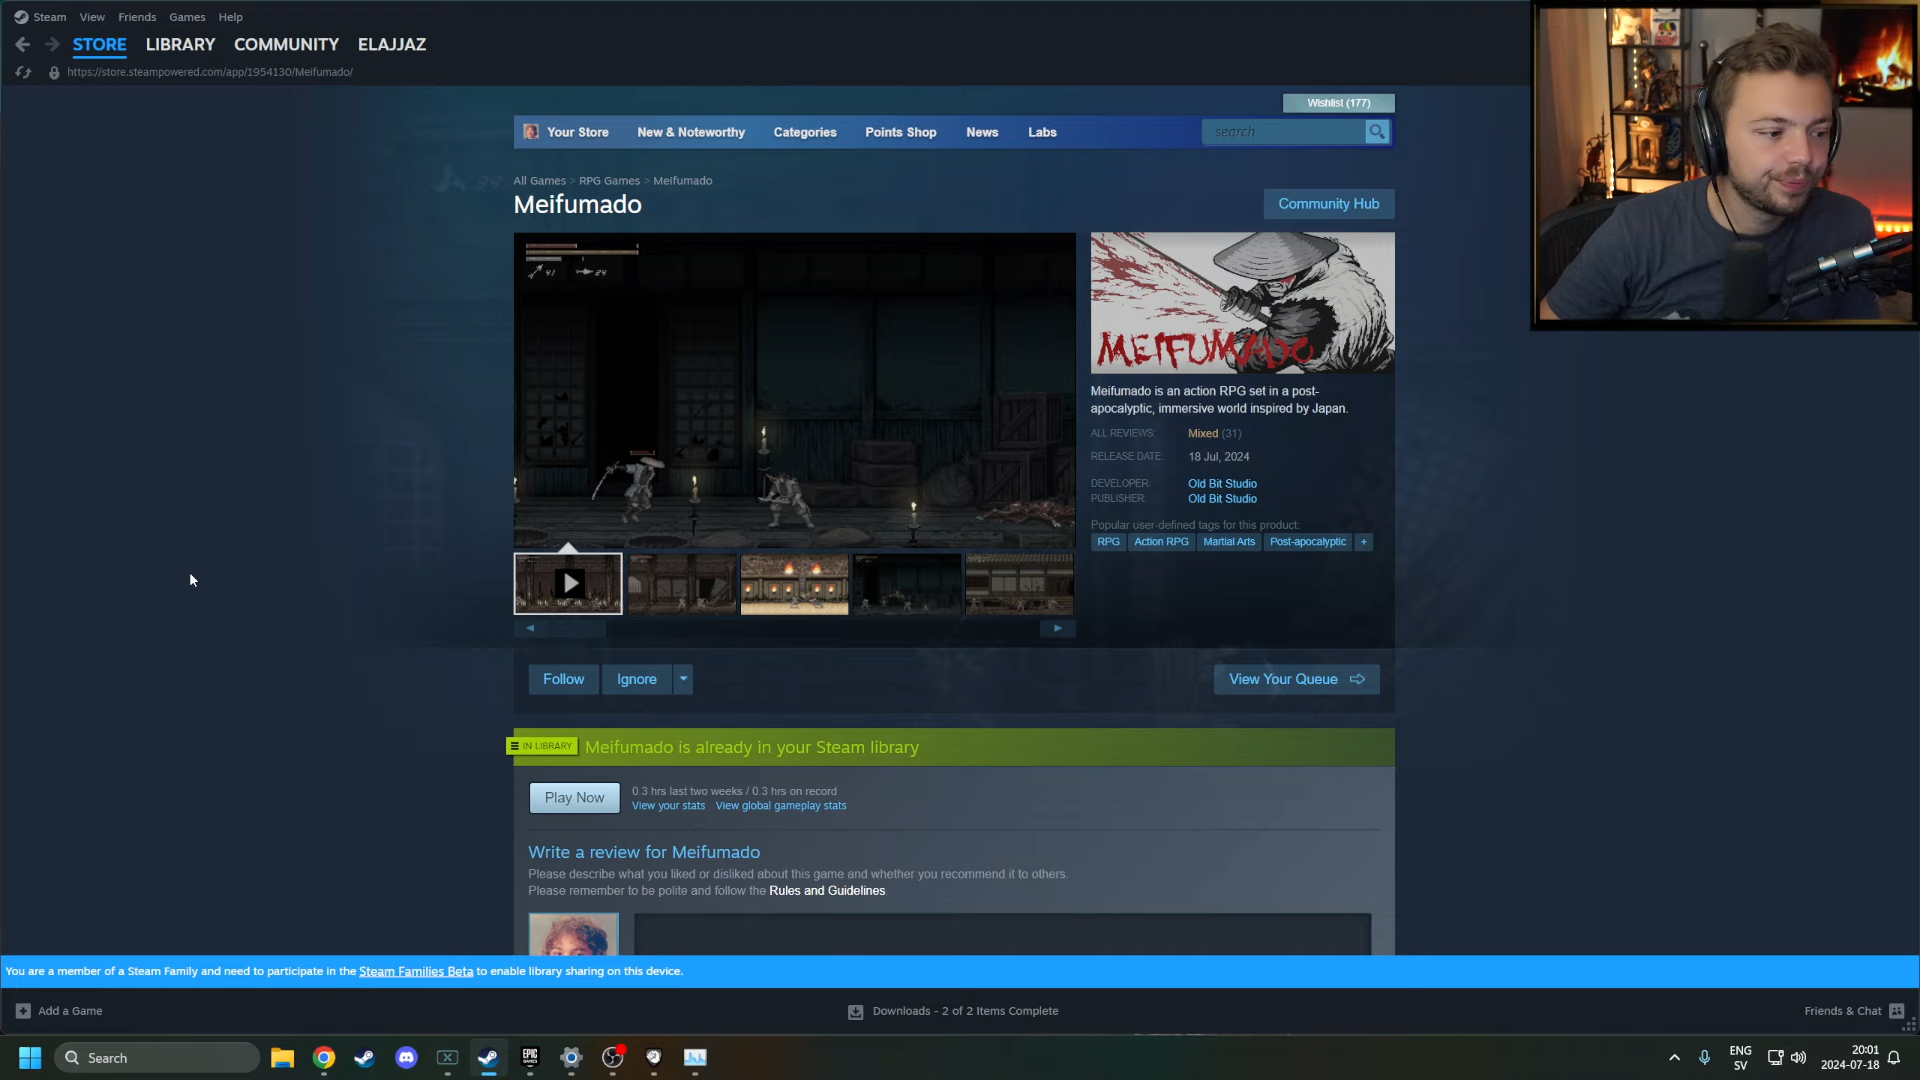 Steam View Friends Games Help
STORE LIBRARY COMMUNITY ELAJJAZ
https://store.steampowered.com/app/1954130/Meifumado/
Wishlist (177)
Your Store New & Noteworthy Categories Points Shop News Labs search
All Games > RPG Games > Meifumado
Meifumado
Community Hub
41 29
MEIFUMADO
Meifumado is an action RPG set in a post-
apocalyptic, immersive world inspired by Japan.
ALL REVIEWS: Mixed (31)
RELEASE DATE: 18 Jul, 2024
DEVELOPER: Old Bit Studio
PUBLISHER: Old Bit Studio
Popular user-defined tags for this product:
RPG Action RPG Martial Arts Post-apocalyptic +
Follow Ignore View Your Queue
IN LIBRARY Meifumado is already in your Steam library
Play Now
0.3 hrs last two weeks / 0.3 hrs on record
View your stats View global gameplay stats
Write a review for Meifumado
Please describe what you liked or disliked about this game and whether you recommend it to others.
Please remember to be polite and follow the Rules and Guidelines.
You are a member of a Steam Family and need to participate in the Steam Families Beta to enable library sharing on this device.
Add a Game Downloads - 2 of 2 Items Complete Friends & Chat
Search
EPIC GAMES
ENG
SV
20:01
2024-07-18